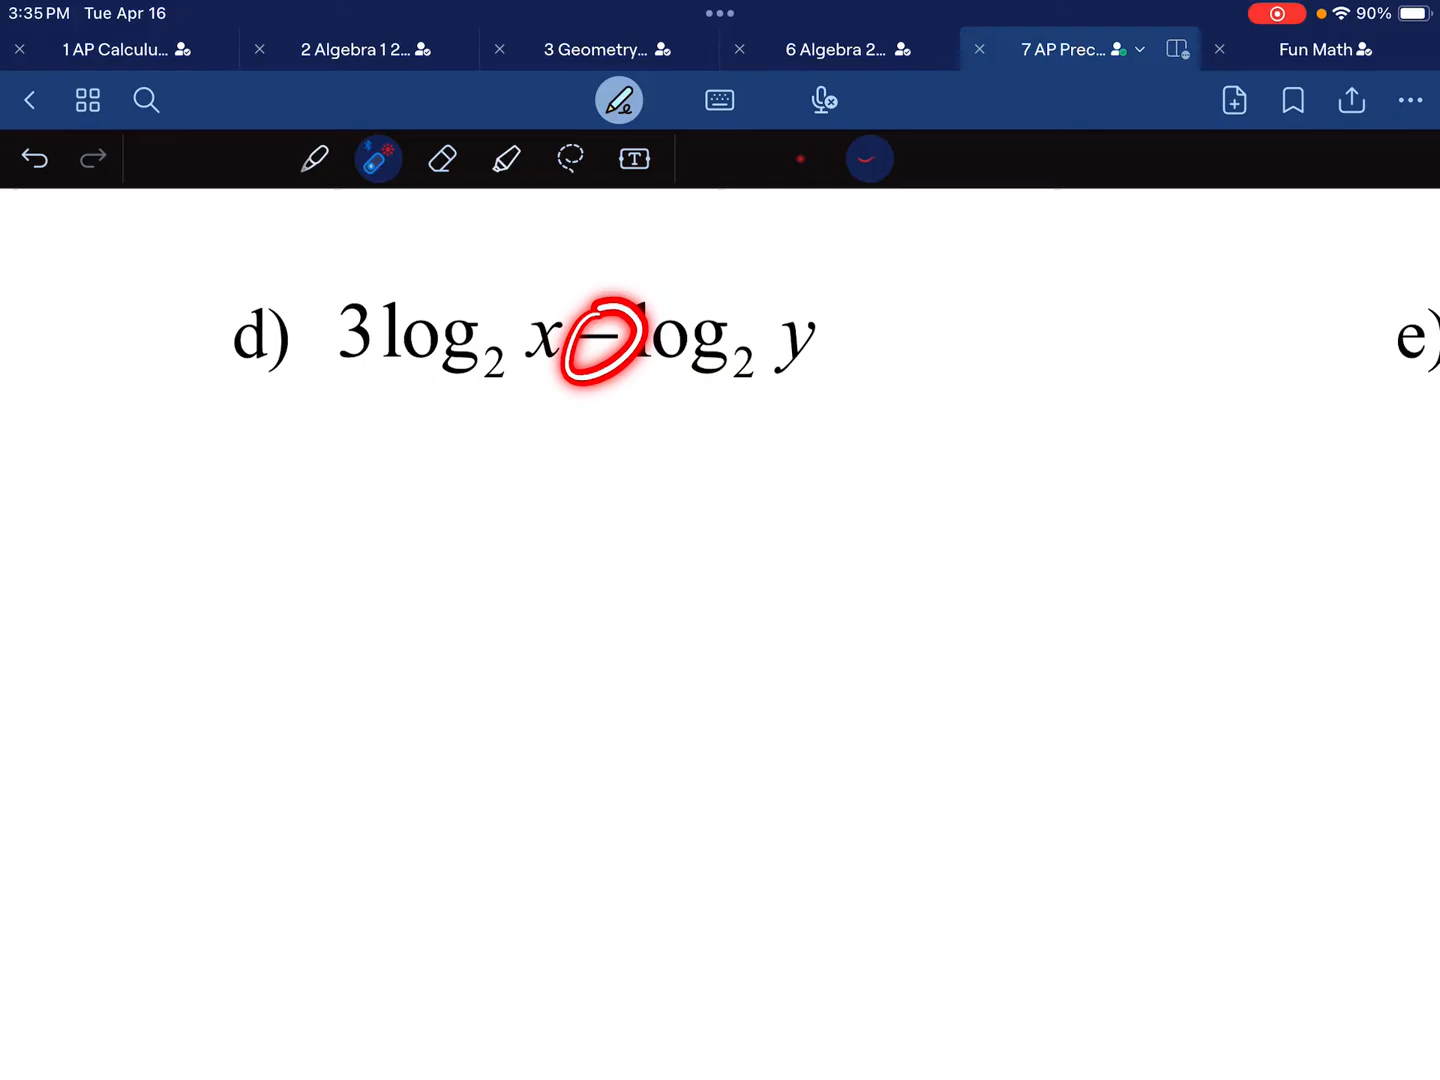 3:35 PM Tue Apr 16 90%
1 AP Calculu... 2 Algebra 1 2... 3 Geometry... 6 Algebra 2... 7 AP Prec... Fun Math
T
d) 3 log₂ x − log₂ y e)